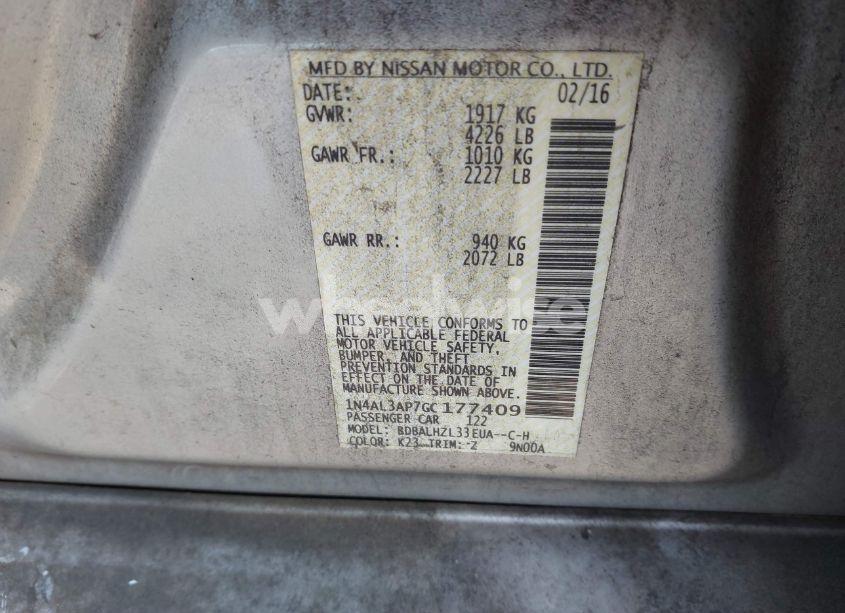 MFD BY NISSAN MOTOR CO., LTD.
DATE: 02/16
GVWR: 1917 KG
4226 LB
GAWR FR.: 1010 KG
2227 LB
GAWR RR.: 940 KG
2072 LB
wheelwise
THIS VEHICLE CONFORMS TO
ALL APPLICABLE FEDERAL
MOTOR VEHICLE SAFETY,
BUMPER, AND THEFT
PREVENTION STANDARDS IN
EFFECT ON THE DATE OF
MANUFACTURE SHOWN ABOVE.
1N4AL3AP7GC177409
PASSENGER CAR 122
MODEL: BDBALHZL33EUA--C-H
COLOR: K23 TRIM: Z 9N00A